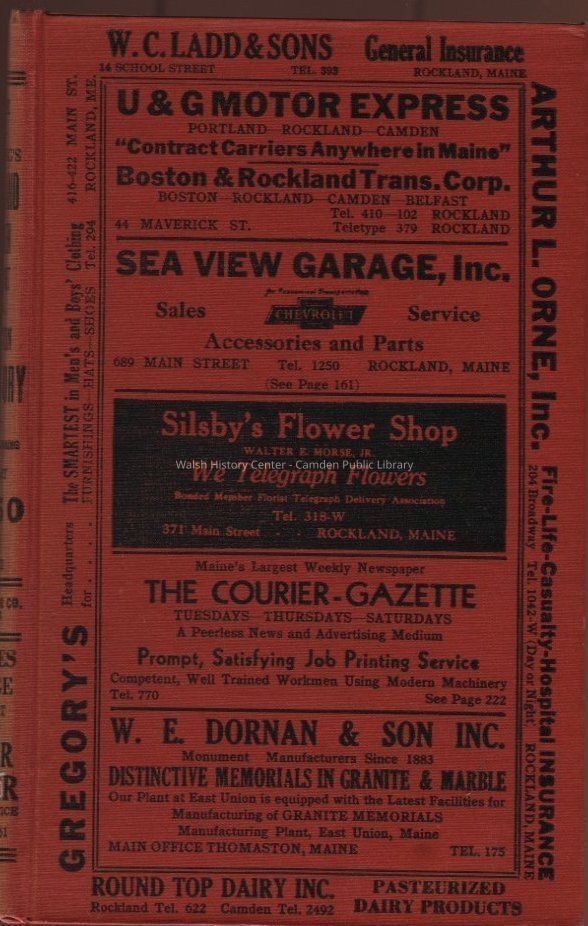 W. C. LADD & SONS General Insurance
14 SCHOOL STREET TEL. 393 ROCKLAND, MAINE
U & G MOTOR EXPRESS
PORTLAND ROCKLAND CAMDEN
"Contract Carriers Anywhere in Maine"
Boston & Rockland Trans. Corp.
BOSTON ROCKLAND CAMDEN BELFAST
Tel. 410-102 ROCKLAND
44 MAVERICK ST. Teletype 379 ROCKLAND
SEA VIEW GARAGE, Inc.
for Economical Transportation
Sales CHEVROLET Service
Accessories and Parts
689 MAIN STREET Tel. 1250 ROCKLAND, MAINE
(See Page 161)
Silsby's Flower Shop
WALTER E. MORSE, JR.
Walsh History Center - Camden Public Library
We Telegraph Flowers
Bonded Member Florist Telegraph Delivery Association
Tel. 318-W
371 Main Street . . ROCKLAND, MAINE
Maine's Largest Weekly Newspaper
THE COURIER-GAZETTE
TUESDAYS THURSDAYS SATURDAYS
A Peerless News and Advertising Medium
Prompt, Satisfying Job Printing Service
Competent, Well Trained Workmen Using Modern Machinery
Tel. 770 See Page 222
W. E. DORNAN & SON INC.
Monument Manufacturers Since 1883
DISTINCTIVE MEMORIALS IN GRANITE & MARBLE
Our Plant at East Union is equipped with the Latest Facilities for
Manufacturing of GRANITE MEMORIALS
Manufacturing Plant, East Union, Maine
MAIN OFFICE THOMASTON, MAINE TEL. 175
ROUND TOP DAIRY INC. PASTEURIZED
Rockland Tel. 622 Camden Tel. 2492 DAIRY PRODUCTS
GREGORY'S
Headquarters The SMARTEST in Men's and Boys' Clothing 416-422 MAIN ST.
for . . . . FURNISHINGS HATS-SHOES Tel. 294 ROCKLAND, ME.
ARTHUR L. ORNE, Inc.
Fire-Life-Casualty-Hospital INSURANCE
204 Broadway Tel. 1042-W /Day or Night, ROCKLAND, MAINE